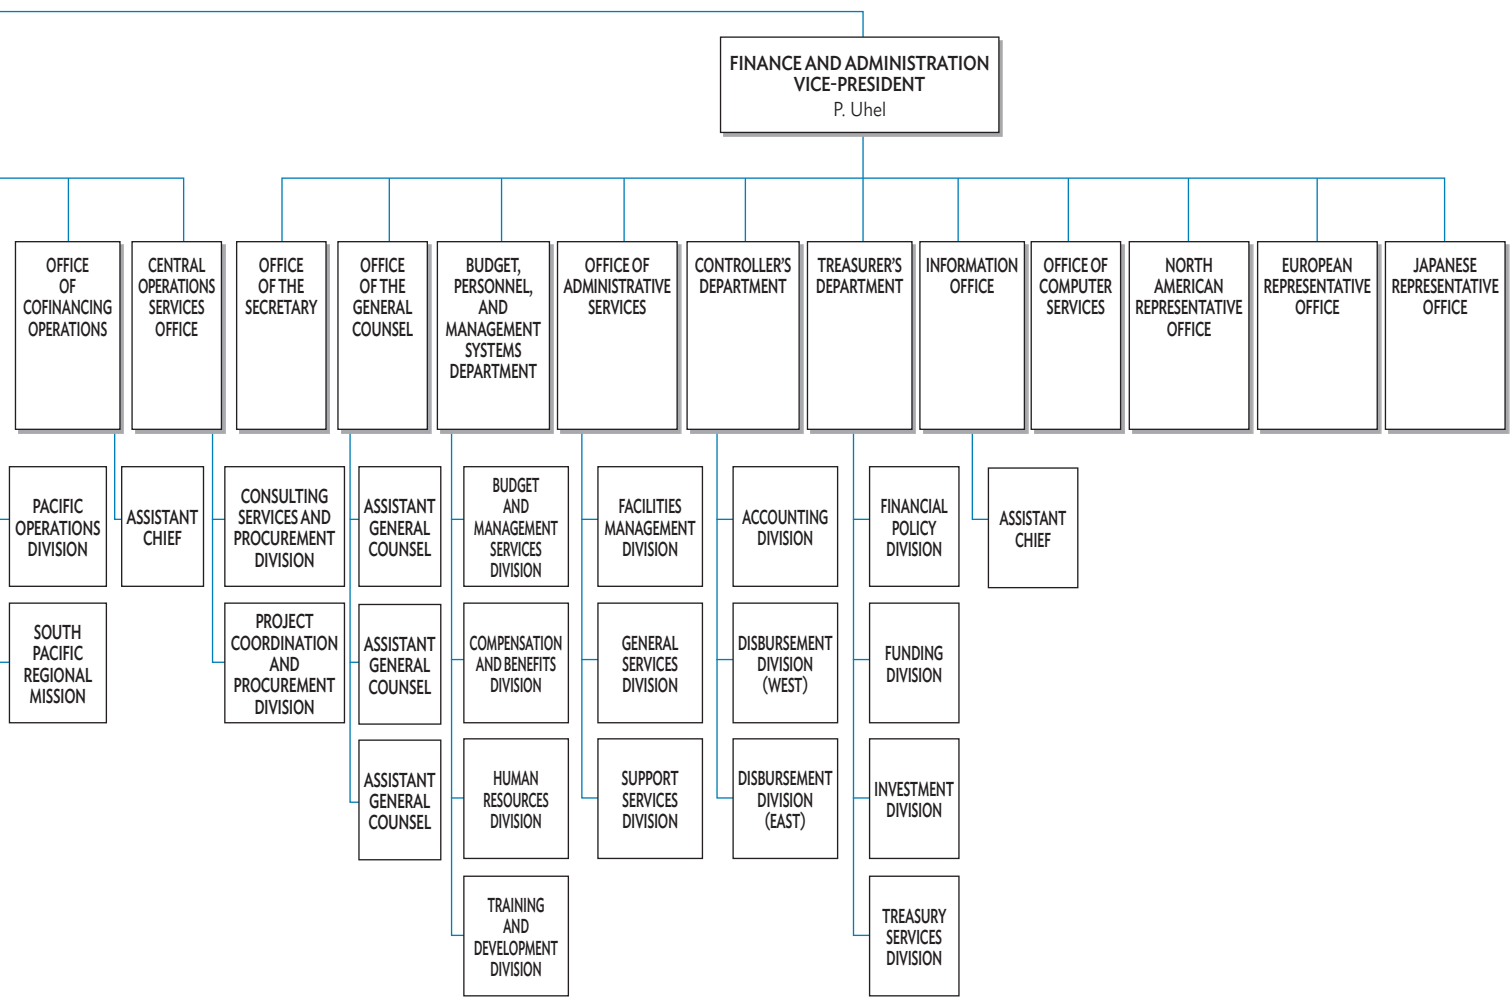 FINANCE AND ADMINISTRATION
VICE-PRESIDENT
P. Uhel
OFFICE
OF
COFINANCING
OPERATIONS
CENTRAL
OPERATIONS
SERVICES
OFFICE
OFFICE
OF THE
SECRETARY
OFFICE
OF THE
GENERAL
COUNSEL
BUDGET,
PERSONNEL,
AND
MANAGEMENT
SYSTEMS
DEPARTMENT
OFFICE OF
ADMINISTRATIVE
SERVICES
CONTROLLER'S
DEPARTMENT
TREASURER'S
DEPARTMENT
INFORMATION
OFFICE
OFFICE OF
COMPUTER
SERVICES
NORTH
AMERICAN
REPRESENTATIVE
OFFICE
EUROPEAN
REPRESENTATIVE
OFFICE
JAPANESE
REPRESENTATIVE
OFFICE
PACIFIC
OPERATIONS
DIVISION
ASSISTANT
CHIEF
CONSULTING
SERVICES AND
PROCUREMENT
DIVISION
ASSISTANT
GENERAL
COUNSEL
BUDGET
AND
MANAGEMENT
SERVICES
DIVISION
FACILITIES
MANAGEMENT
DIVISION
ACCOUNTING
DIVISION
FINANCIAL
POLICY
DIVISION
ASSISTANT
CHIEF
SOUTH
PACIFIC
REGIONAL
MISSION
PROJECT
COORDINATION
AND
PROCUREMENT
DIVISION
ASSISTANT
GENERAL
COUNSEL
COMPENSATION
AND BENEFITS
DIVISION
GENERAL
SERVICES
DIVISION
DISBURSEMENT
DIVISION
(WEST)
FUNDING
DIVISION
ASSISTANT
GENERAL
COUNSEL
HUMAN
RESOURCES
DIVISION
SUPPORT
SERVICES
DIVISION
DISBURSEMENT
DIVISION
(EAST)
INVESTMENT
DIVISION
TRAINING
AND
DEVELOPMENT
DIVISION
TREASURY
SERVICES
DIVISION